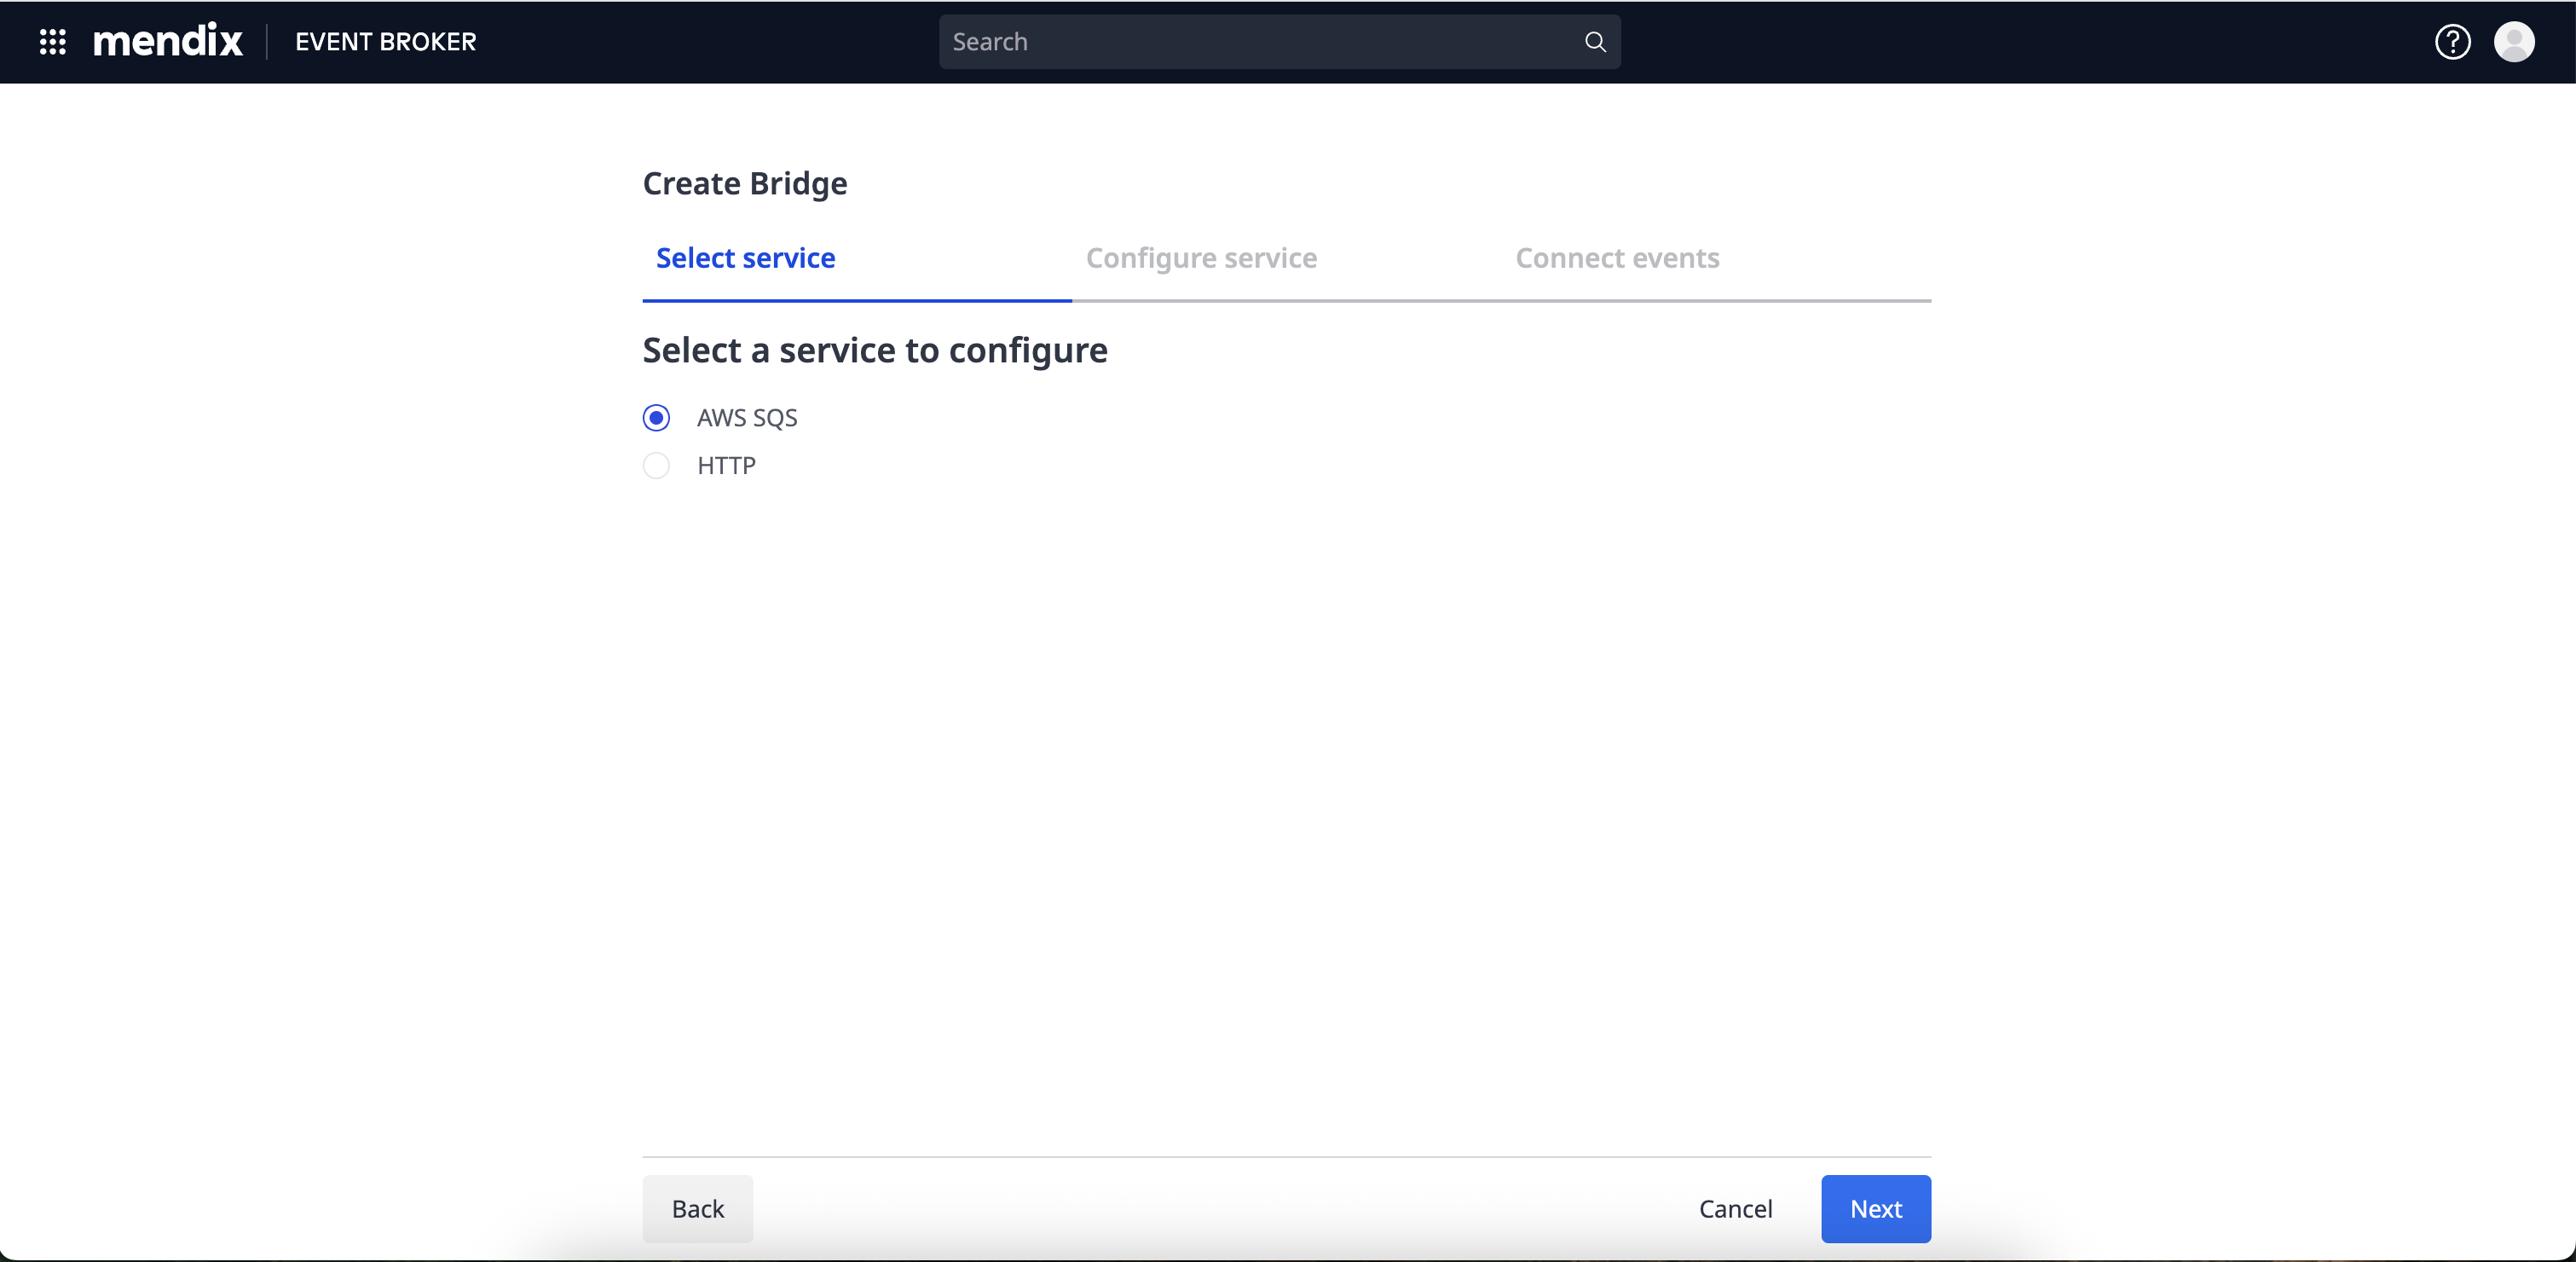 mendix EVENT BROKER Search
Create Bridge
Select service Configure service Connect events
Select a service to configure
AWS SQS
HTTP
Back Cancel Next